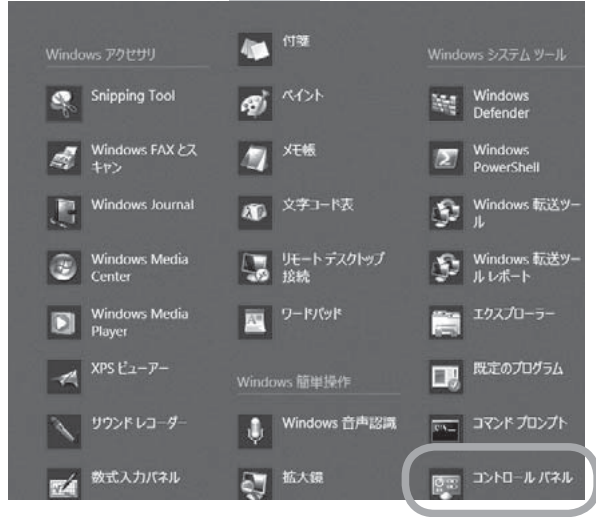 Windows アクセサリ
Snipping Tool
Windows FAX とス
キャン
Windows Journal
Windows Media
Center
Windows Media
Player
XPS ビューアー
サウンド レコーダー
数式入力パネル
付箋
ペイント
メモ帳
文字コード表
リモート デスクトップ
接続
ワードパッド
Windows 簡単操作
Windows 音声認識
拡大鏡
Windows システム ツール
Windows
Defender
Windows
PowerShell
Windows 転送ツー
ル
Windows 転送ツー
ル レポート
エクスプローラー
既定のプログラム
コマンド プロンプト
コントロール パネル